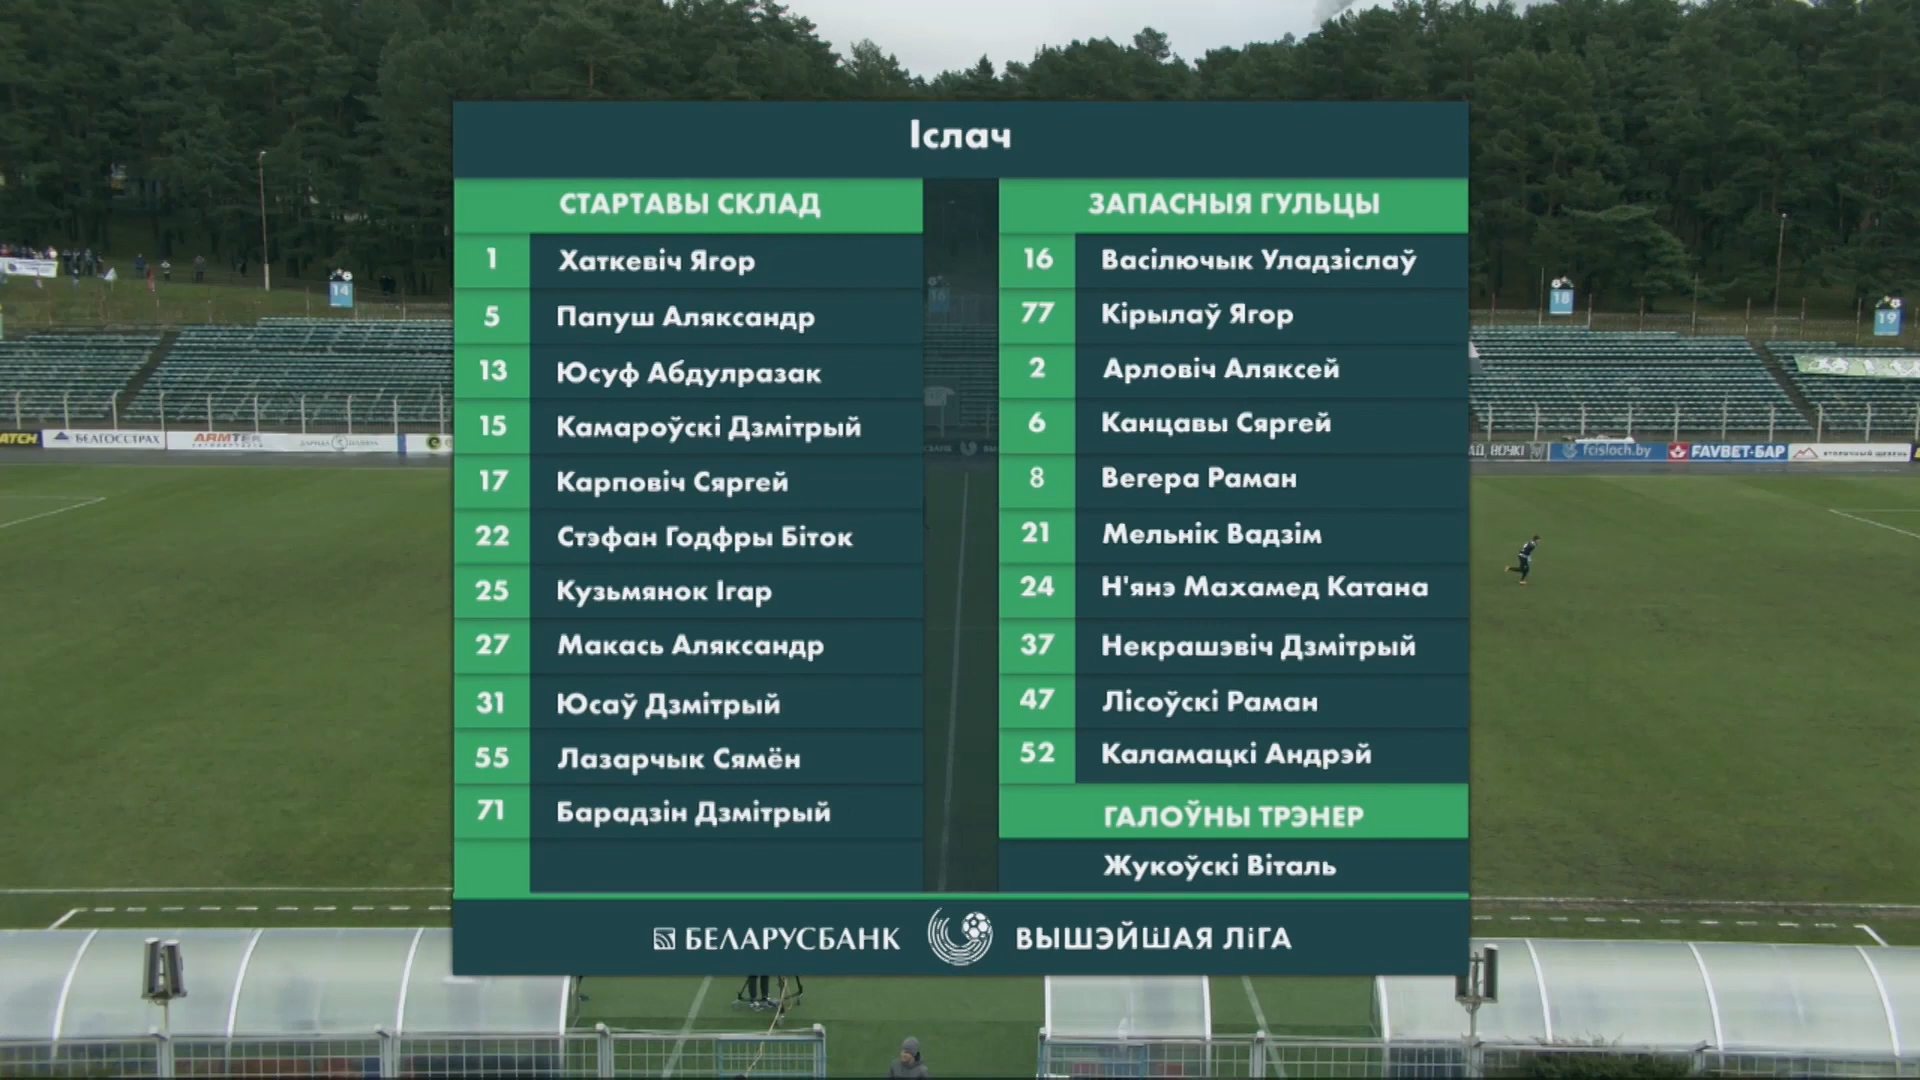 Іслач
СТАРТАВЫ СКЛАД
1 Хаткевіч Ягор
5 Папуш Аляксандр
13 Юсуф Абдулразак
15 Камароўскі Дзмітрый
17 Карповіч Сяргей
22 Стэфан Годфры Біток
25 Кузьмянок Ігар
27 Макась Аляксандр
31 Юсаў Дзмітрый
55 Лазарчык Сямён
71 Барадзін Дзмітрый
ЗАПАСНЫЯ ГУЛЬЦЫ
16 Васілючык Уладзіслаў
77 Кірылаў Ягор
2 Арловіч Аляксей
6 Канцавы Сяргей
8 Вегера Раман
21 Мельнік Вадзім
24 Н'янэ Махамед Катана
37 Некрашэвіч Дзмітрый
47 Лісоўскі Раман
52 Каламацкі Андрэй
ГАЛОЎНЫ ТРЭНЕР
Жукоўскі Віталь
БЕЛАРУСБАНК ВЫШЭЙШАЯ ЛіГА
14
18
19
БЕЛГОССТРАХ
ARMTEK
fcisloch.by
FAVBET-БАР